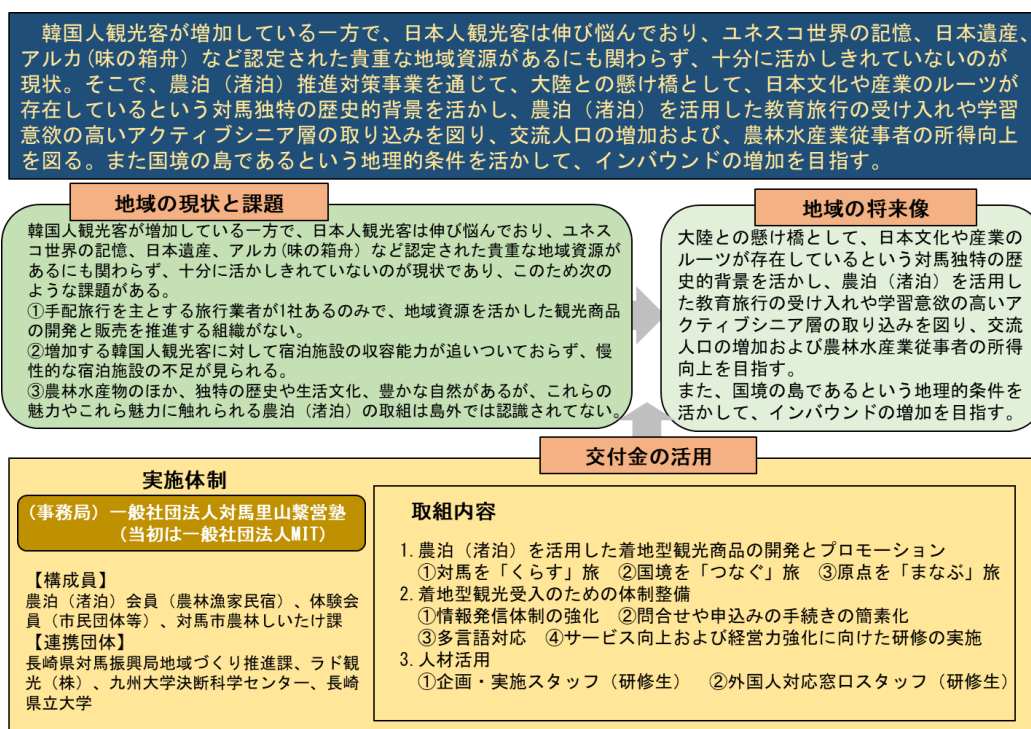 韓国人観光客が増加している一方で、日本人観光客は伸び悩んでおり、ユネスコ世界の記憶、日本遺産、
アルカ(味の箱舟）など認定された貴重な地域資源があるにも関わらず、十分に活かしきれていないのが
現状。そこで、農泊（渚泊）推進対策事業を通じて、大陸との懸け橋として、日本文化や産業のルーツが
存在しているという対馬独特の歴史的背景を活かし、農泊（渚泊）を活用した教育旅行の受け入れや学習
意欲の高いアクティブシニア層の取り込みを図り、交流人口の増加および、農林水産業従事者の所得向上
を図る。また国境の島であるという地理的条件を活かして、インバウンドの増加を目指す。
地域の現状と課題
韓国人観光客が増加している一方で、日本人観光客は伸び悩んでおり、ユネス
コ世界の記憶、日本遺産、アルカ(味の箱舟）など認定された貴重な地域資源が
あるにも関わらず、十分に活かしきれていないのが現状であり、このため次の
ような課題がある。
①手配旅行を主とする旅行業者が1社あるのみで、地域資源を活かした観光商品
の開発と販売を推進する組織がない。
②増加する韓国人観光客に対して宿泊施設の収容能力が追いついておらず、慢
性的な宿泊施設の不足が見られる。
③農林水産物のほか、独特の歴史や生活文化、豊かな自然があるが、これらの
魅力やこれら魅力に触れられる農泊（渚泊）の取組は島外では認識されてない。
地域の将来像
大陸との懸け橋として、日本文化や産業の
ルーツが存在しているという対馬独特の歴
史的背景を活かし、農泊（渚泊）を活用し
た教育旅行の受け入れや学習意欲の高いア
クティブシニア層の取り込みを図り、交流
人口の増加および農林水産業従事者の所得
向上を目指す。
また、国境の島であるという地理的条件を
活かして、インバウンドの増加を目指す。
交付金の活用
実施体制
（事務局）一般社団法人対馬里山繋営塾
（当初は一般社団法人MIT）
【構成員】
農泊（渚泊）会員（農林漁家民宿）、体験会
員（市民団体等）、対馬市農林しいたけ課
【連携団体】
長崎県対馬振興局地域づくり推進課、ラド観
光（株）、九州大学決断科学センター、長崎
県立大学
取組内容
1.農泊（渚泊）を活用した着地型観光商品の開発とプロモーション
①対馬を「くらす」旅　②国境を「つなぐ」旅　③原点を「まなぶ」旅
2.着地型観光受入のための体制整備
①情報発信体制の強化　②問合せや申込みの手続きの簡素化
③多言語対応　④サービス向上および経営力強化に向けた研修の実施
3.人材活用
①企画・実施スタッフ（研修生）　②外国人対応窓口スタッフ（研修生）